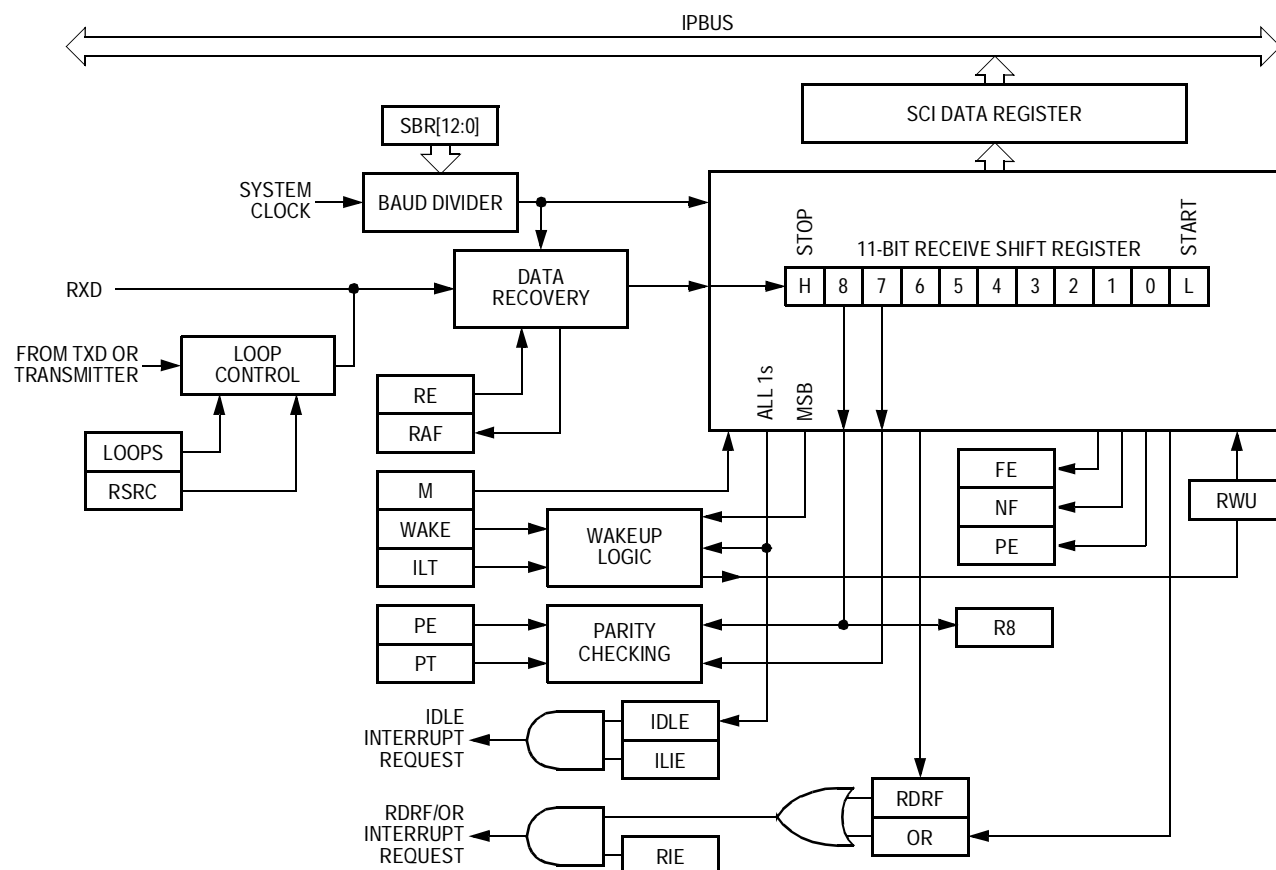 IPBUS
SCI DATA REGISTER
SBR[12:0]
SYSTEM
CLOCK
BAUD DIVIDER
STOP
11-BIT RECEIVE SHIFT REGISTER
START
H 8 7 6 5 4 3 2 1 0 L
RXD
DATA
RECOVERY
FROM TXD OR
TRANSMITTER
LOOP
CONTROL
RE
RAF
ALL 1s
MSB
LOOPS
RSRC
M
WAKE
ILT
WAKEUP
LOGIC
FE
NF
PE
RWU
PE
PT
PARITY
CHECKING
R8
IDLE
INTERRUPT
REQUEST
IDLE
ILIE
RDRF/OR
INTERRUPT
REQUEST
RIE
RDRF
OR